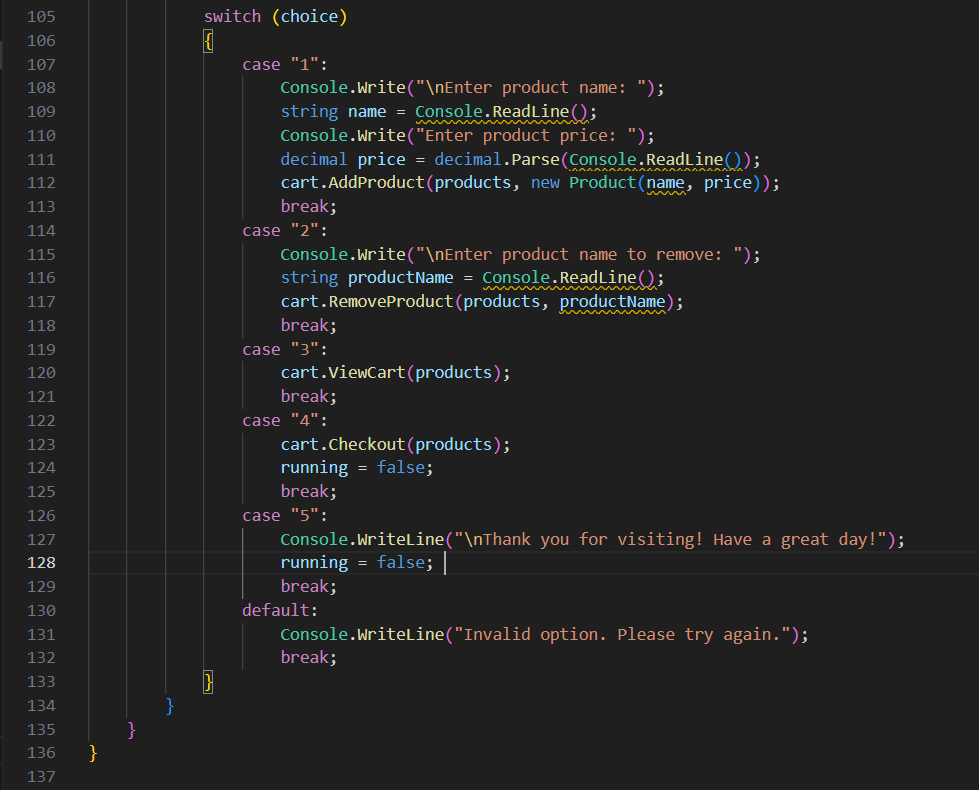 105 switch (choice)
106 {
107 case "1":
108 Console.Write("\nEnter product name: ");
109 string name = Console.ReadLine();
110 Console.Write("Enter product price: ");
111 decimal price = decimal.Parse(Console.ReadLine());
112 cart.AddProduct(products, new Product(name, price));
113 break;
114 case "2":
115 Console.Write("\nEnter product name to remove: ");
116 string productName = Console.ReadLine();
117 cart.RemoveProduct(products, productName);
118 break;
119 case "3":
120 cart.ViewCart(products);
121 break;
122 case "4":
123 cart.Checkout(products);
124 running = false;
125 break;
126 case "5":
127 Console.WriteLine("\nThank you for visiting! Have a great day!");
128 running = false;
129 break;
130 default:
131 Console.WriteLine("Invalid option. Please try again.");
132 break;
133 }
134 }
135 }
136 }
137